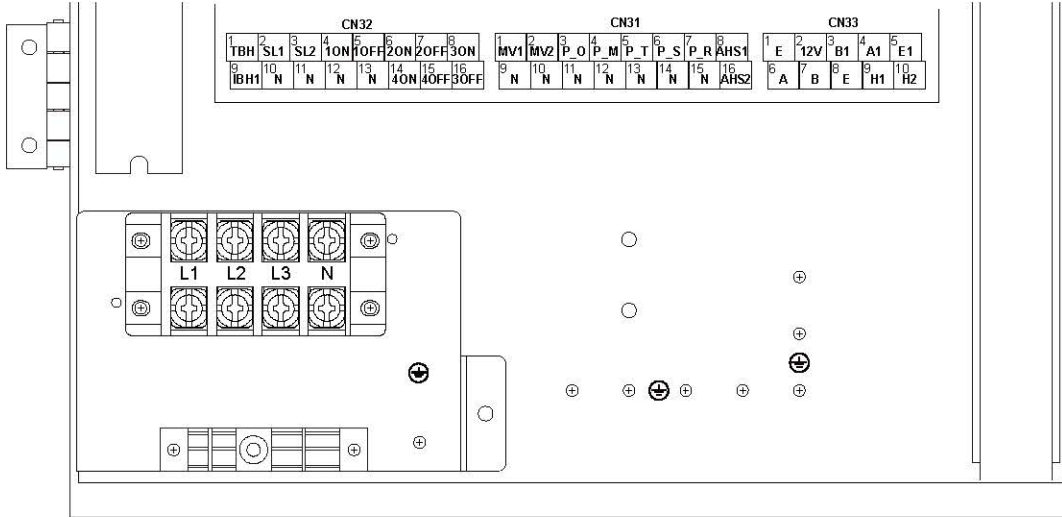 CN32 CN31 CN33
1 TBH 2 SL1 3 SL2 4 1ON 5 1OFF 6 2ON 7 2OFF 8 3ON
9 IBH1 10 N 11 N 12 N 13 N 14 4ON 15 4OFF 16 3OFF
1 MV1 2 MV2 3 P_O 4 P_M 5 P_T 6 P_S 7 P_R 8 AHS1
9 N 10 N 11 N 12 N 13 N 14 N 15 N 16 AHS2
1 E 2 12V 3 B1 4 A1 5 E1
6 A 7 B 8 E 9 H1 10 H2
L1 L2 L3 N